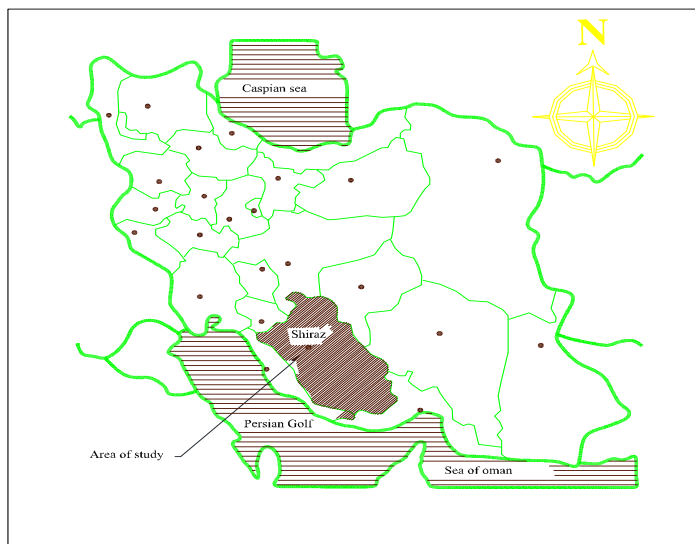 N
Caspian sea
Shiraz
Persian Golf
Area of study
Sea of oman